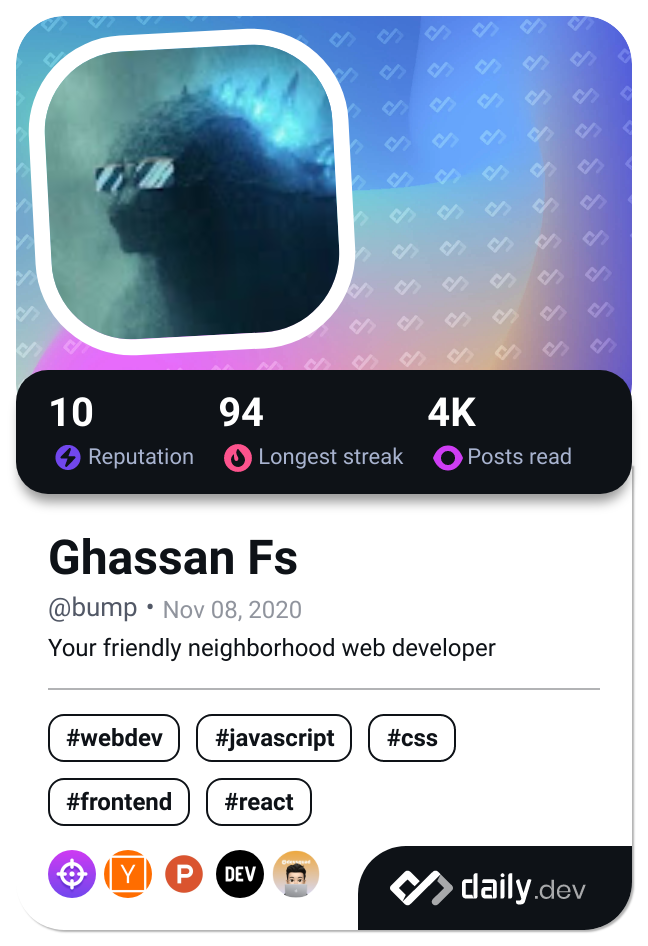 10 94 4K
Reputation Longest streak Posts read
Ghassan Fs
@bump • Nov 08, 2020
Your friendly neighborhood web developer
#webdev #javascript #css
#frontend #react
Y P DEV
daily.dev